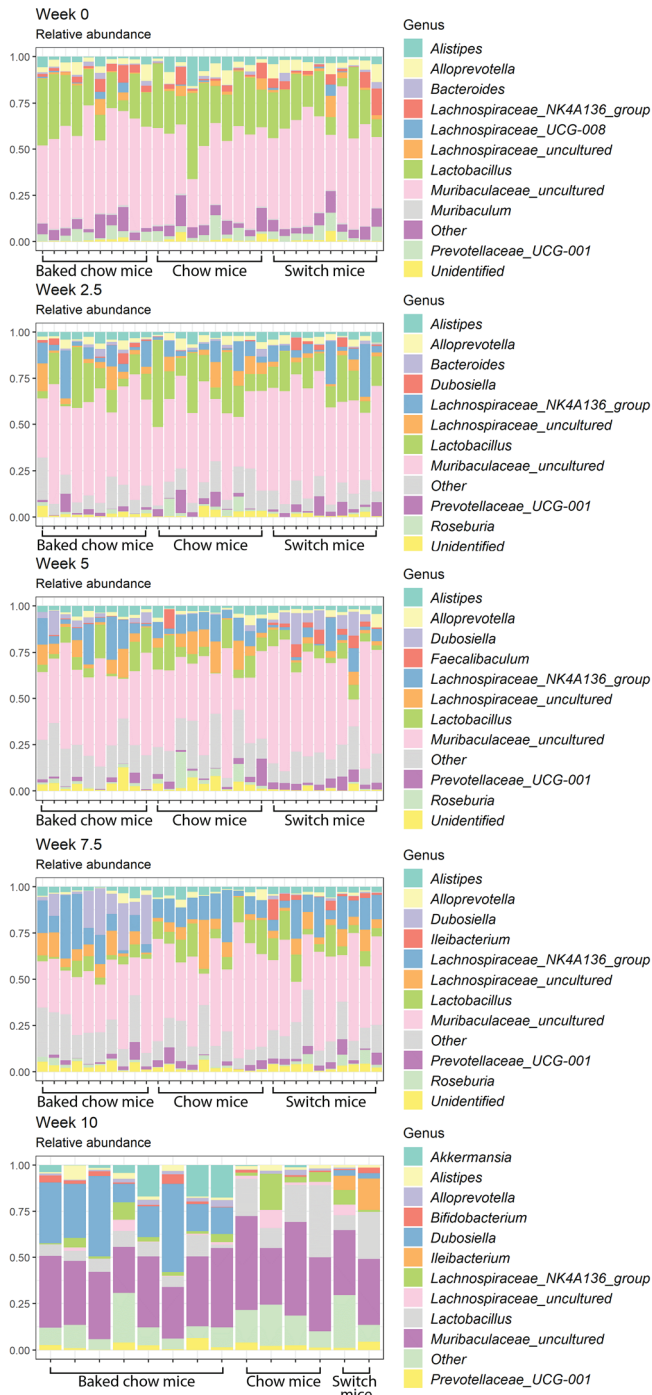 Week 0
Relative abundance
1.00
0.75
0.50
0.25
0.00
Baked chow mice
Chow mice
Switch mice
Genus
Alistipes
Alloprevotella
Bacteroides
Lachnospiraceae_NK4A136_group
Lachnospiraceae_UCG-008
Lachnospiraceae_uncultured
Lactobacillus
Muribaculaceae_uncultured
Muribaculum
Other
Prevotellaceae_UCG-001
Unidentified
Week 2.5
Relative abundance
1.00
0.75
0.50
0.25
0.00
Baked chow mice
Chow mice
Switch mice
Genus
Alistipes
Alloprevotella
Bacteroides
Dubosiella
Lachnospiraceae_NK4A136_group
Lachnospiraceae_uncultured
Lactobacillus
Muribaculaceae_uncultured
Other
Prevotellaceae_UCG-001
Roseburia
Unidentified
Week 5
Relative abundance
1.00
0.75
0.50
0.25
0.00
Baked chow mice
Chow mice
Switch mice
Genus
Alistipes
Alloprevotella
Dubosiella
Faecalibaculum
Lachnospiraceae_NK4A136_group
Lachnospiraceae_uncultured
Lactobacillus
Muribaculaceae_uncultured
Other
Prevotellaceae_UCG-001
Roseburia
Unidentified
Week 7.5
Relative abundance
1.00
0.75
0.50
0.25
0.00
Baked chow mice
Chow mice
Switch mice
Genus
Alistipes
Alloprevotella
Dubosiella
Ileibacterium
Lachnospiraceae_NK4A136_group
Lachnospiraceae_uncultured
Lactobacillus
Muribaculaceae_uncultured
Other
Prevotellaceae_UCG-001
Roseburia
Unidentified
Week 10
Relative abundance
1.00
0.75
0.50
0.25
0.00
Baked chow mice
Chow mice
Switch
mice
Genus
Akkermansia
Alistipes
Alloprevotella
Bifidobacterium
Dubosiella
Ileibacterium
Lachnospiraceae_NK4A136_group
Lachnospiraceae_uncultured
Lactobacillus
Muribaculaceae_uncultured
Other
Prevotellaceae_UCG-001